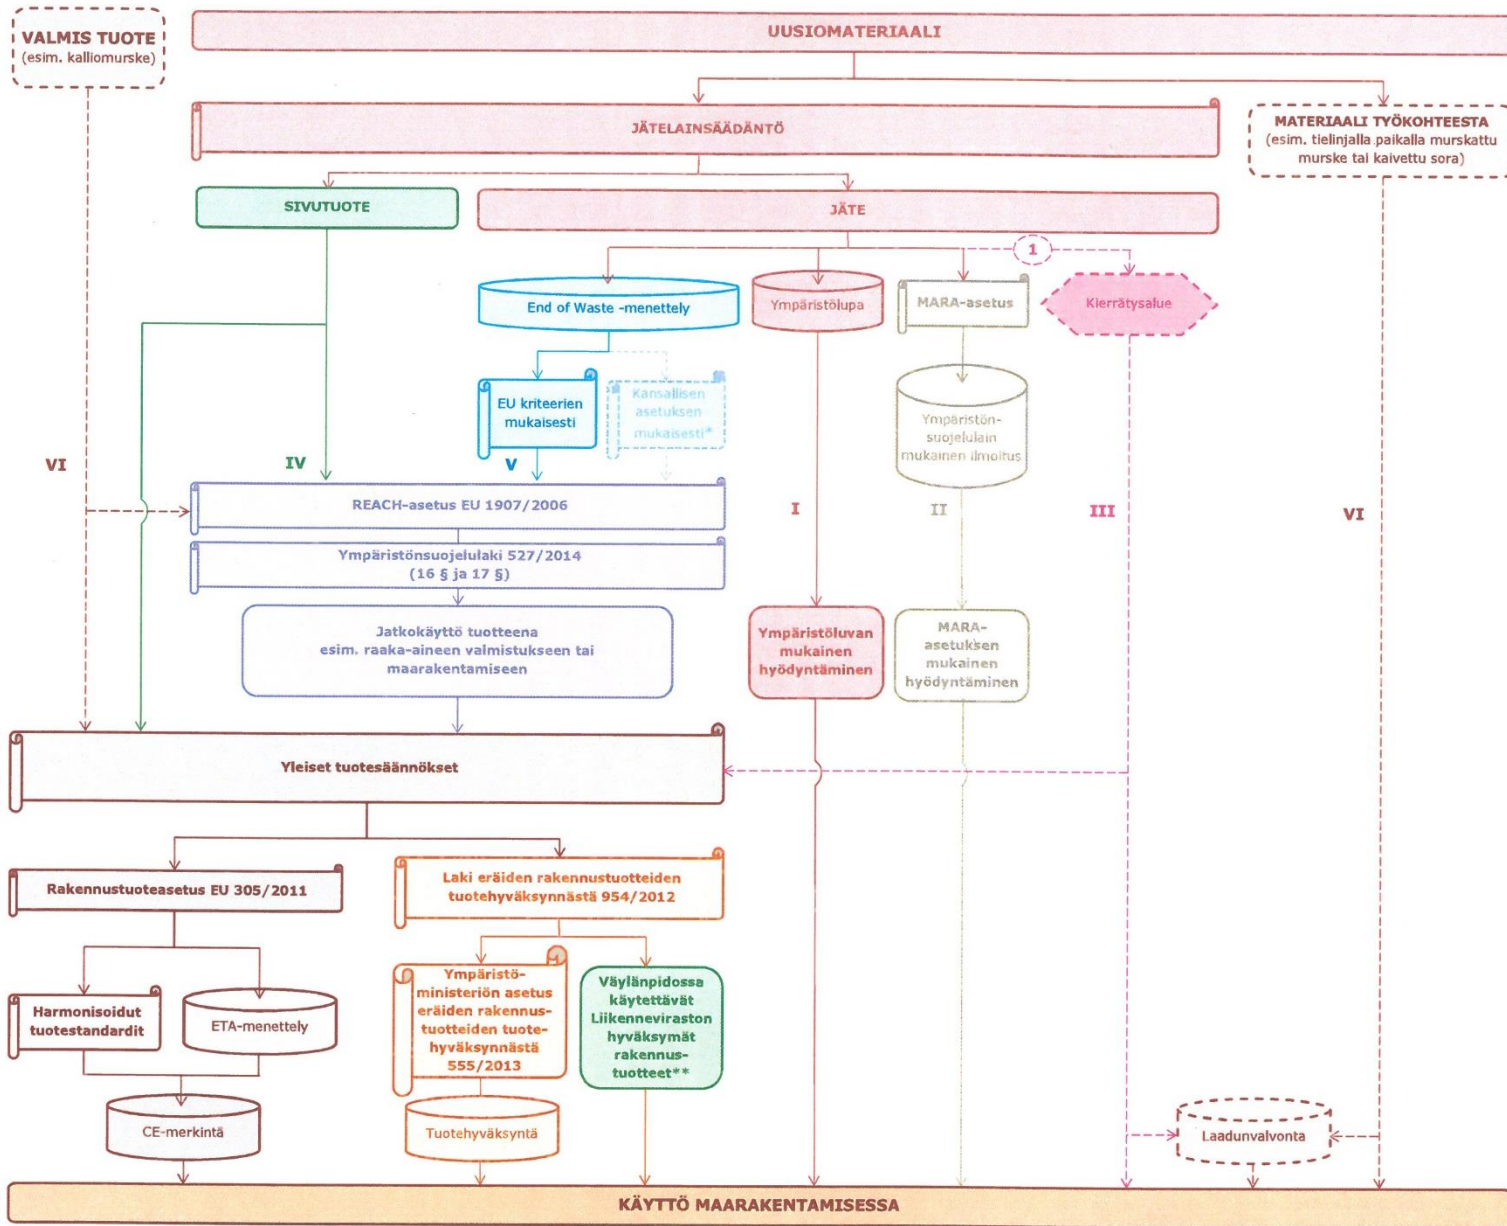 VALMIS TUOTE
(esim. kalliomurske)
UUSIOMATERIAALI
JÄTELAINSÄÄDÄNTÖ
MATERIAALI TYÖKOHTEESTA
(esim. tielinjalla paikalla murskattu
murske tai kaivettu sora)
SIVUTUOTE
JÄTE
1
End of Waste -menettely
Ympäristölupa
MARA-asetus
Kierrätysalue
EU kriteerien
mukaisesti
Kansallisen
asetuksen
mukaisesti*
Ympäristön-
suojelulain
mukainen ilmoitus
VI
IV
V
REACH-asetus EU 1907/2006
I
II
III
VI
Ympäristönsuojelulaki 527/2014
(16 § ja 17 §)
Jatkokäyttö tuotteena
esim. raaka-aineen valmistukseen tai
maarakentamiseen
Ympäristöluvan
mukainen
hyödyntäminen
MARA-
asetuksen
mukainen
hyödyntäminen
Yleiset tuotesäännökset
Rakennustuoteasetus EU 305/2011
Laki eräiden rakennustuotteiden
tuotehyväksynnästä 954/2012
Harmonisoidut
tuotestandardit
ETA-menettely
Ympäristö-
ministeriön asetus
eräiden rakennus-
tuotteiden tuote-
hyväksynnästä
555/2013
Väylänpidossa
käytettävät
Liikenneviraston
hyväksymät
rakennus-
tuotteet**
CE-merkintä
Tuotehyväksyntä
Laadunvalvonta
KÄYTTÖ MAARAKENTAMISESSA